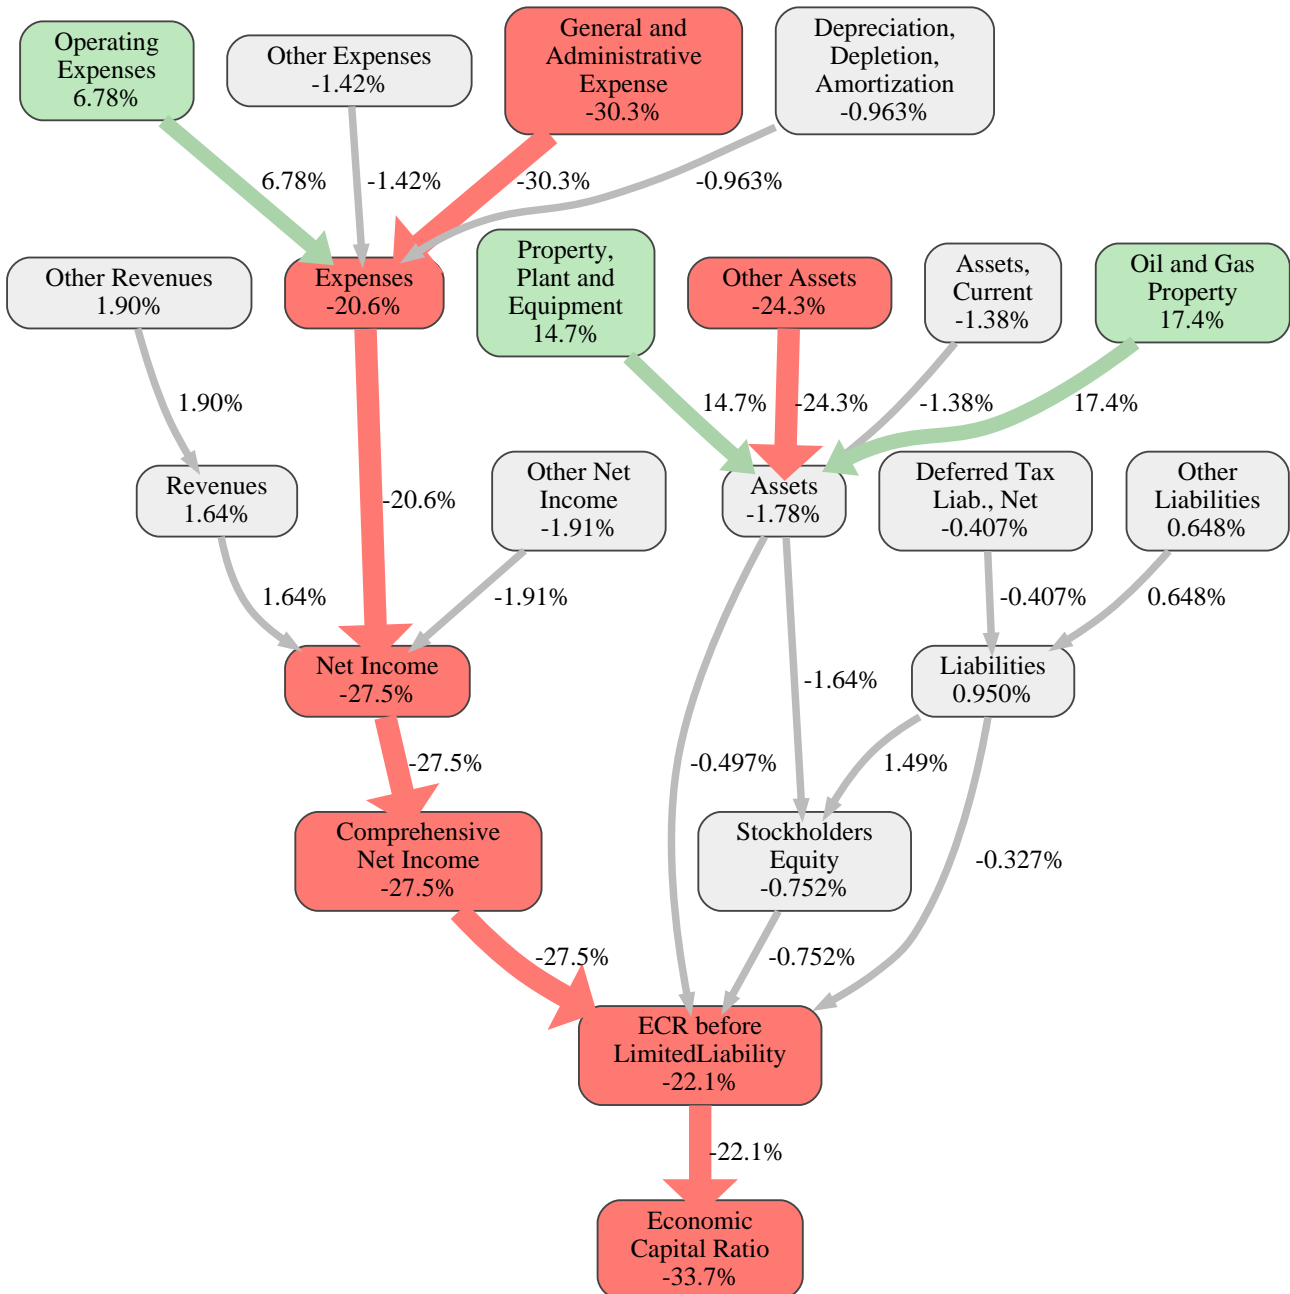 Operating
Expenses
6.78%
Other Expenses
-1.42%
General and
Administrative
Expense
-30.3%
Depreciation,
Depletion,
Amortization
-0.963%
6.78%
-1.42%
-30.3%
-0.963%
Other Revenues
1.90%
Expenses
-20.6%
Property,
Plant and
Equipment
14.7%
Other Assets
-24.3%
Assets,
Current
-1.38%
Oil and Gas
Property
17.4%
1.90%
14.7%
-24.3%
-1.38%
17.4%
Revenues
1.64%
-20.6%
Other Net
Income
-1.91%
Assets
-1.78%
Deferred Tax
Liab., Net
-0.407%
Other
Liabilities
0.648%
1.64%
-1.91%
-0.407%
0.648%
Net Income
-27.5%
-1.64%
Liabilities
0.950%
-27.5%
-0.497%
1.49%
Comprehensive
Net Income
-27.5%
Stockholders
Equity
-0.752%
-0.327%
-27.5%
-0.752%
ECR before
LimitedLiability
-22.1%
-22.1%
Economic
Capital Ratio
-33.7%